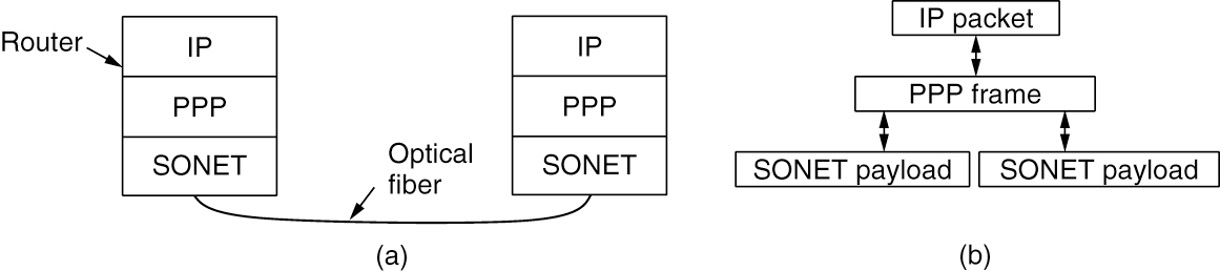 Router
IP
PPP
SONET
IP
PPP
SONET
Optical
fiber
(a)
IP packet
PPP frame
SONET payload
SONET payload
(b)